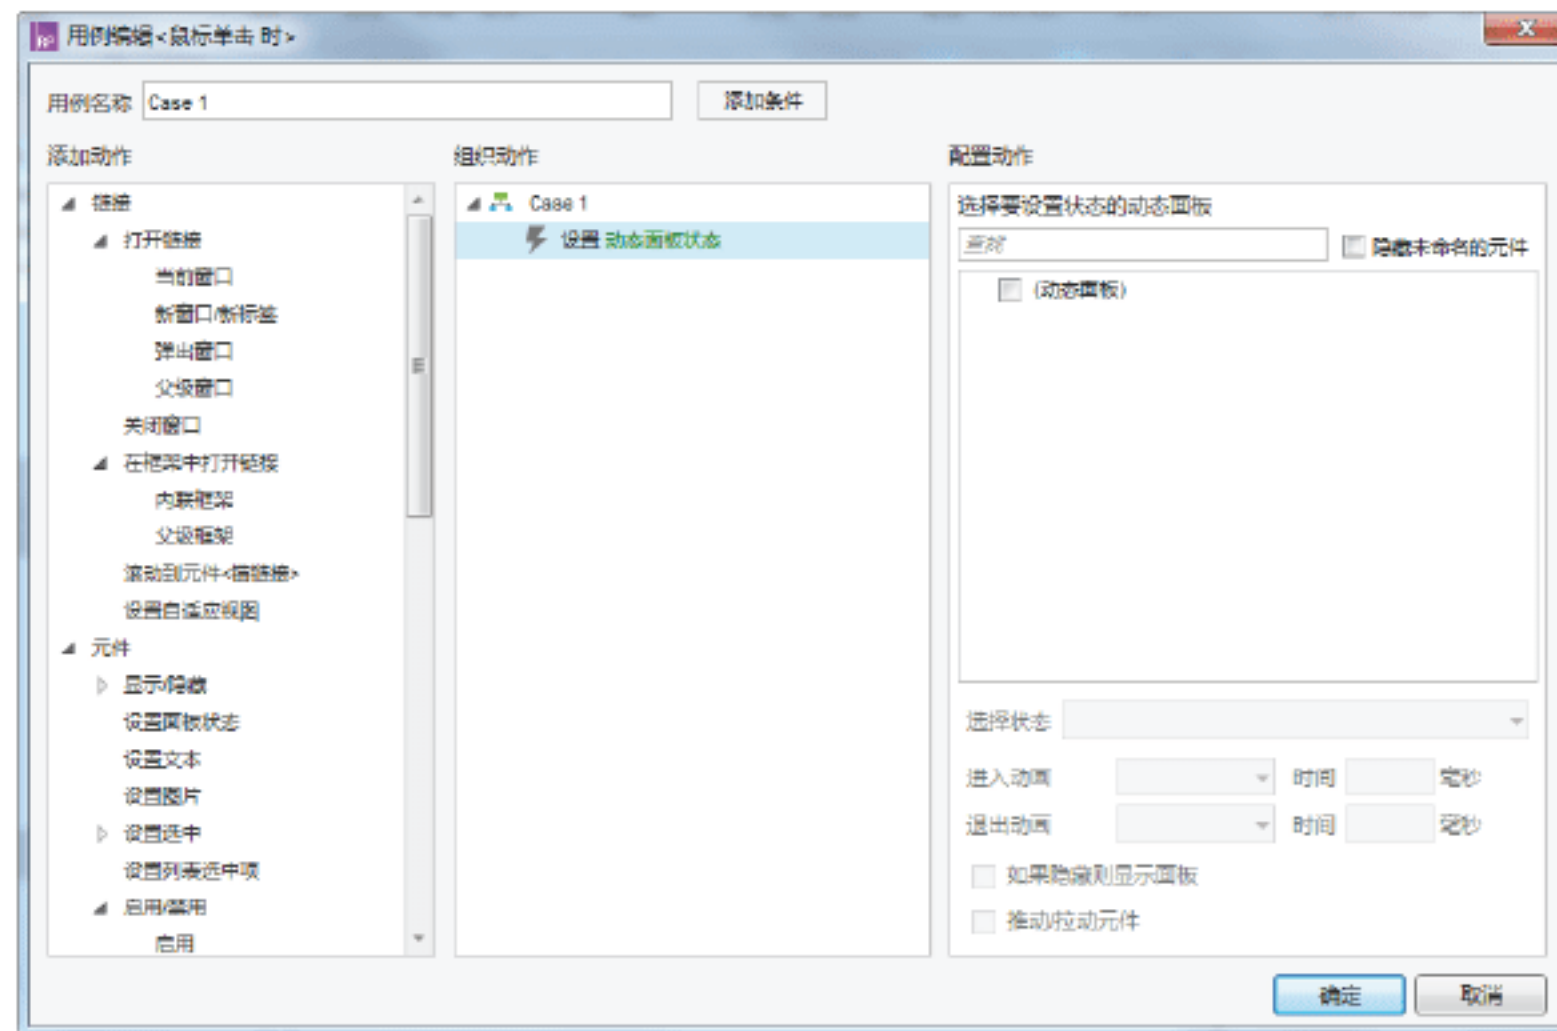 RP 用例编辑<鼠标单击 时>
用例名称 Case 1 添加条件
添加动作
链接
打开链接
当前窗口
新窗口/新标签
弹出窗口
父级窗口
关闭窗口
在框架中打开链接
内联框架
父级框架
滚动到元件<锚链接>
设置自适应视图
元件
显示/隐藏
设置面板状态
设置文本
设置图片
设置选中
设置列表选中项
启用/禁用
启用
组织动作
Case 1
设置 动态面板状态
配置动作
选择要设置状态的动态面板
查找 隐藏未命名的元件
(动态面板)
选择状态
进入动画 时间 毫秒
退出动画 时间 毫秒
如果隐藏则显示面板
推动/拉动元件
确定 取消